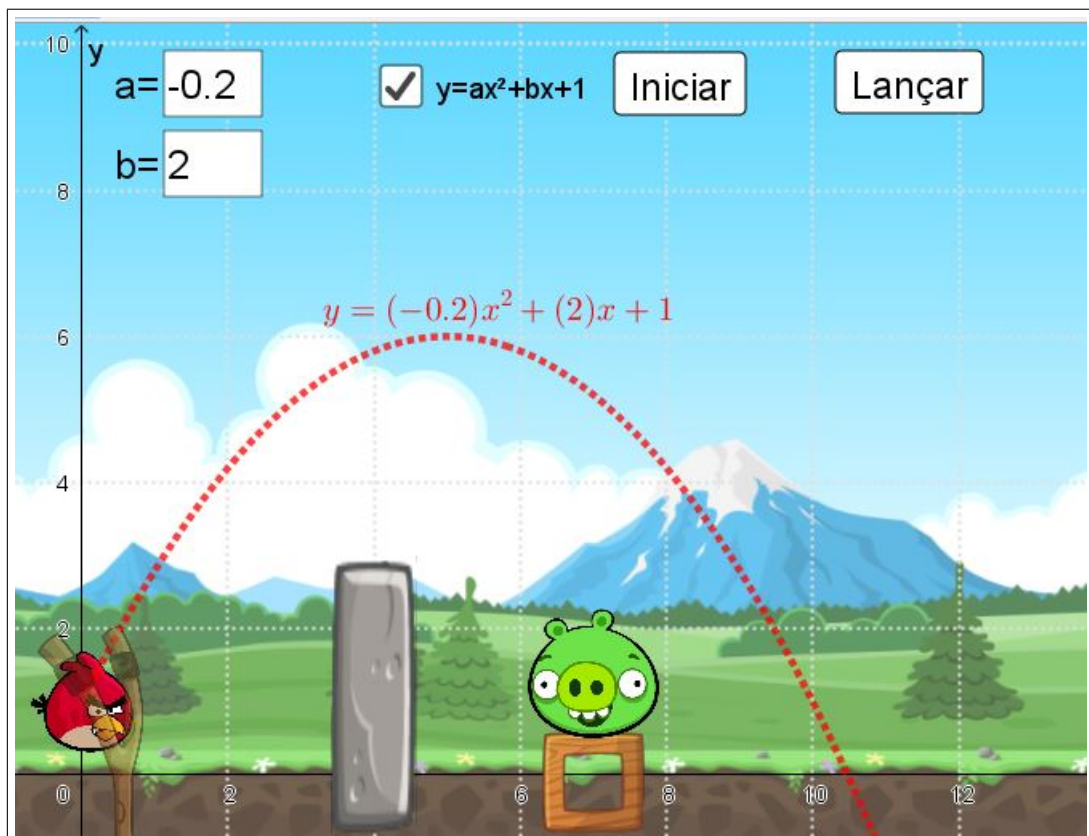 10 y
a= -0.2
y=ax²+bx+1 Iniciar Lançar
b= 2
8
y = (-0.2)x² + (2)x + 1
6
4
2
0 2 6 8 10 12